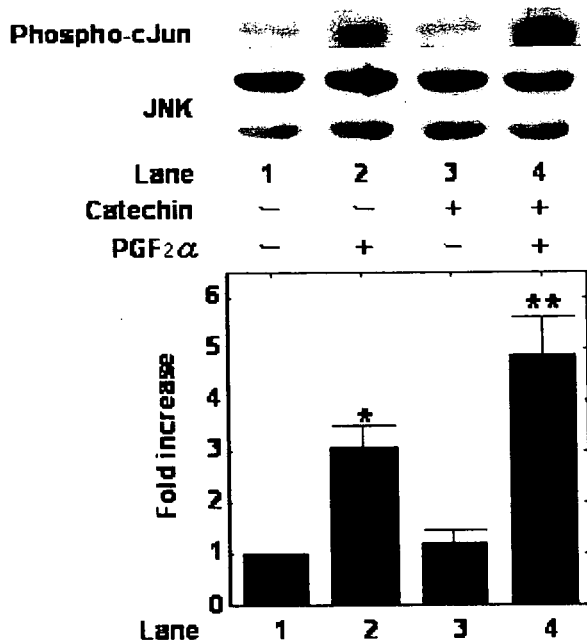 Phospho-cJun
JNK
Lane 1 2 3 4
Catechin − − + +
PGF2α − + − +
Fold increase
6
5
4
3
2
1
0
* **
Lane 1 2 3 4